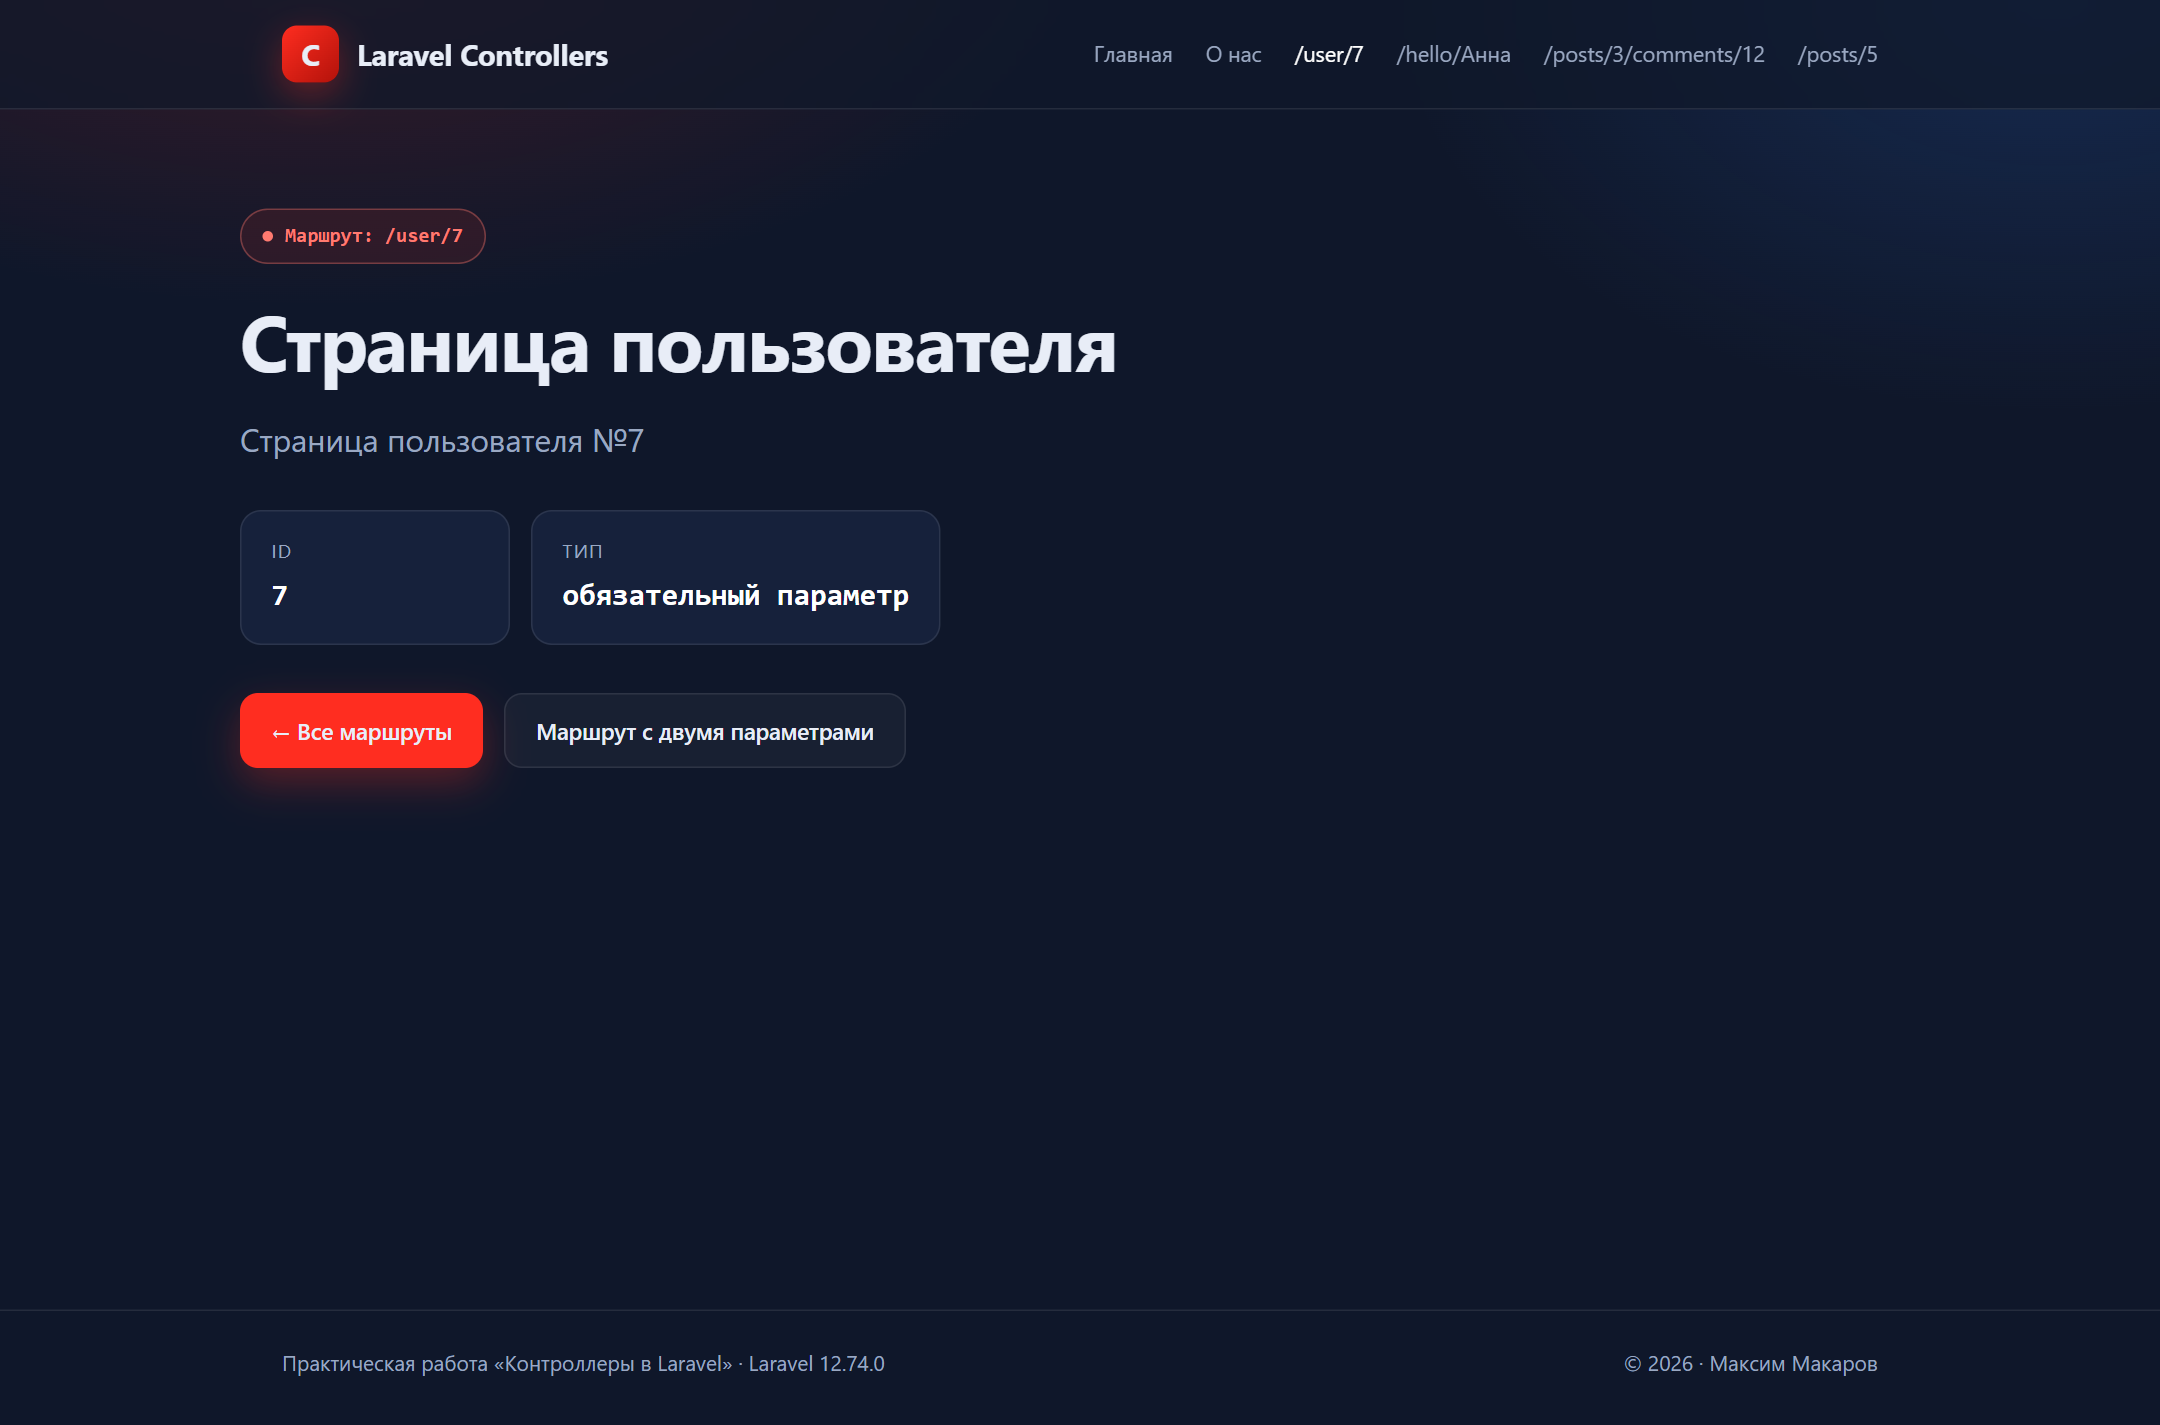 C Laravel Controllers
Главная О нас /user/7 /hello/Анна /posts/3/comments/12 /posts/5
Маршрут: /user/7
Страница пользователя
Страница пользователя №7
ID
7
ТИП
обязательный параметр
← Все маршруты
Маршрут с двумя параметрами
Практическая работа «Контроллеры в Laravel» · Laravel 12.74.0
© 2026 · Максим Макаров